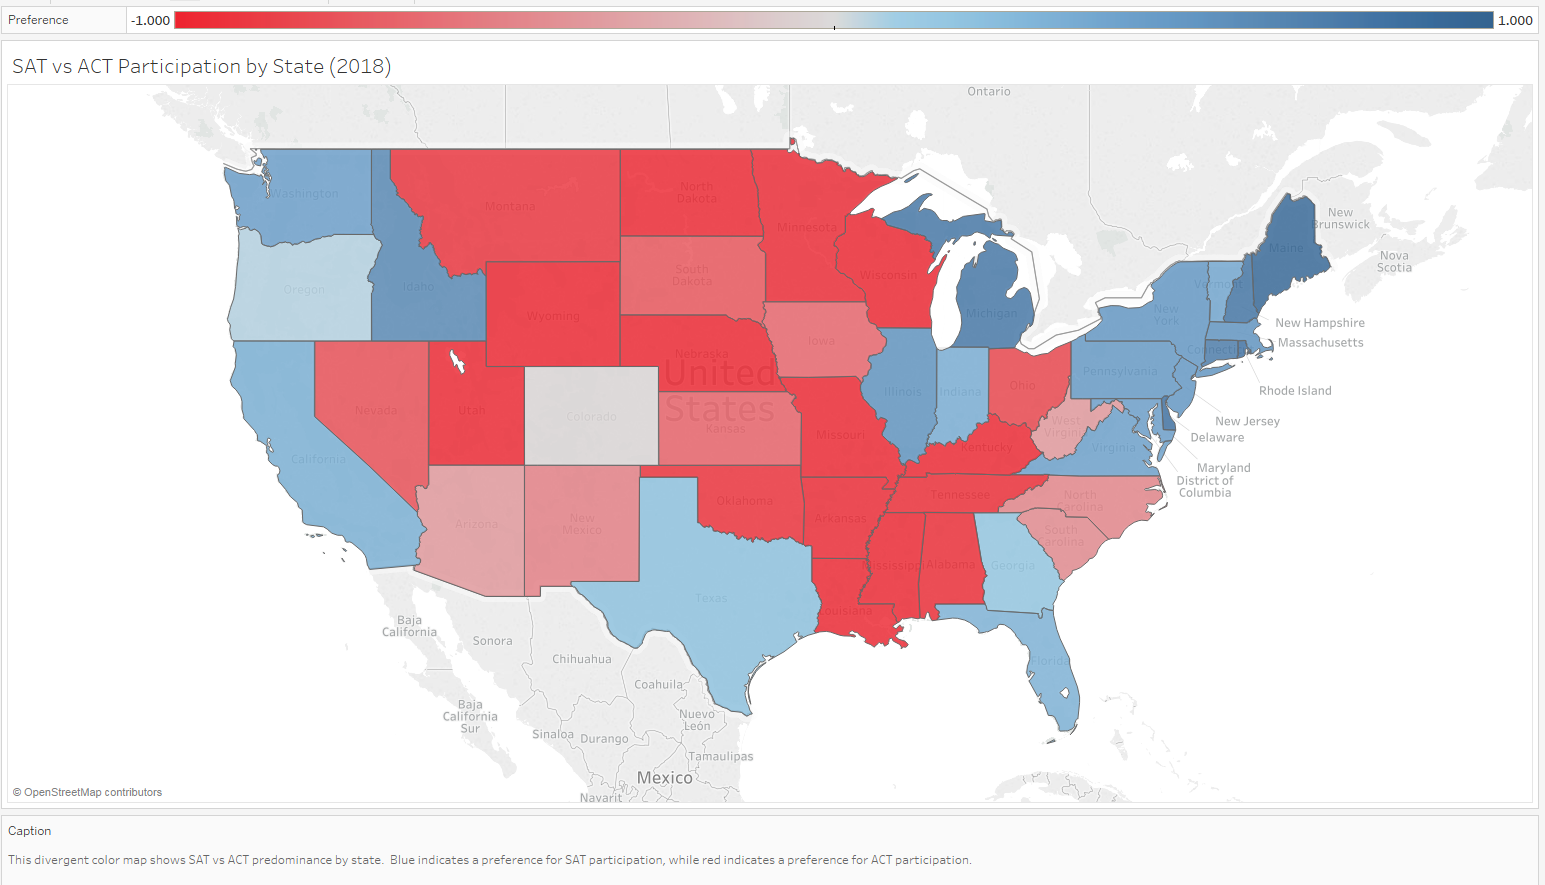 Preference
-1.000
1.000
SAT vs ACT Participation by State (2018)
Ontario
Washington
Montana
North
Dakota
Minnesota
New
Brunswick
Maine
Nova
Scotia
Oregon
Idaho
South
Dakota
Wisconsin
Vermont
Wyoming
Michigan
New
York
New Hampshire
Massachusetts
Iowa
Nebraska
United
States
Connecti
Pennsylvania
Rhode Island
Nevada
Utah
Colorado
Kansas
Illinois
Indiana
Ohio
West
Virginia
New Jersey
Delaware
Missouri
Kentucky
Virginia
California
Maryland
District of
Columbia
Oklahoma
Tennessee
North
Carolina
Arizona
New
Mexico
Arkansas
South
Carolina
Mississippi
Alabama
Georgia
Texas
Louisiana
Florida
Baja
California
Sonora
Chihuahua
Coahuila
Baja
California
Sur
Nuevo
León
Sinaloa
Durango
Tamaulipas
Mexico
Navarit
© OpenStreetMap contributors
Caption
This divergent color map shows SAT vs ACT predominance by state.  Blue indicates a preference for SAT participation, while red indicates a preference for ACT participation.